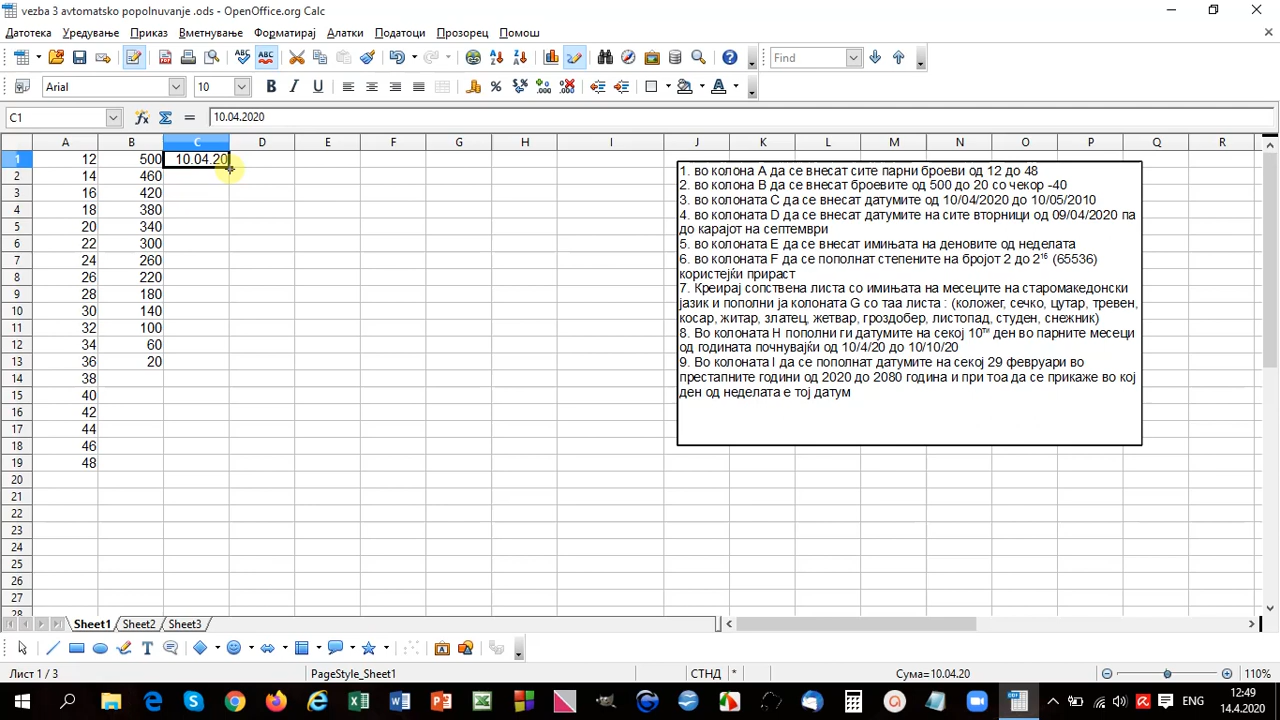 vezba 3 avtomatsko popolnuvanje .ods - OpenOffice.org Calc
Датотека Уредување Приказ Вметнување Форматирај Алатки Податоци Прозорец Помош
Find
Arial 10
C1 10.04.2020
A B C D E F G H I J K L M N O P Q R
1 12 500 10.04.20
2 14 460
3 16 420
4 18 380
5 20 340
6 22 300
7 24 260
8 26 220
9 28 180
10 30 140
11 32 100
12 34 60
13 36 20
14 38
15 40
16 42
17 44
18 46
19 48
20
21
22
23
24
25
26
27
28
1. во колона А да се внесат сите парни броеви од 12 до 48
2. во колона В да се внесат броевите од 500 до 20 со чекор -40
3. во колоната С да се внесат датумите од 10/04/2020 до 10/05/2010
4. во колоната D да се внесат датумите на сите вторници од 09/04/2020 па
до карајот на септември
5. во колоната Е да се внесат имињата на деновите од неделата
6. во колоната F да се пополнат степените на бројот 2 до 2¹⁶ (65536)
користејќи прираст
7. Креирај сопствена листа со имињата на месеците на старомакедонски
јазик и пополни ја колоната G со таа листа : (коложег, сечко, цутар, тревен,
косар, житар, златец, жетвар, гроздобер, листопад, студен, снежник)
8. Во колоната Н пополни ги датумите на секој 10ᵀᴻ ден во парните месеци
од годината почнувајќи од 10/4/20 до 10/10/20
9. Во колоната I да се пополнат датумите на секој 29 февруари во
престапните години од 2020 до 2080 година и при тоа да се прикаже во кој
ден од неделата е тој датум
Sheet1 Sheet2 Sheet3
Лист 1 / 3 PageStyle_Sheet1 СТНД * Сума=10.04.20 110%
ENG 12:49
14.4.2020